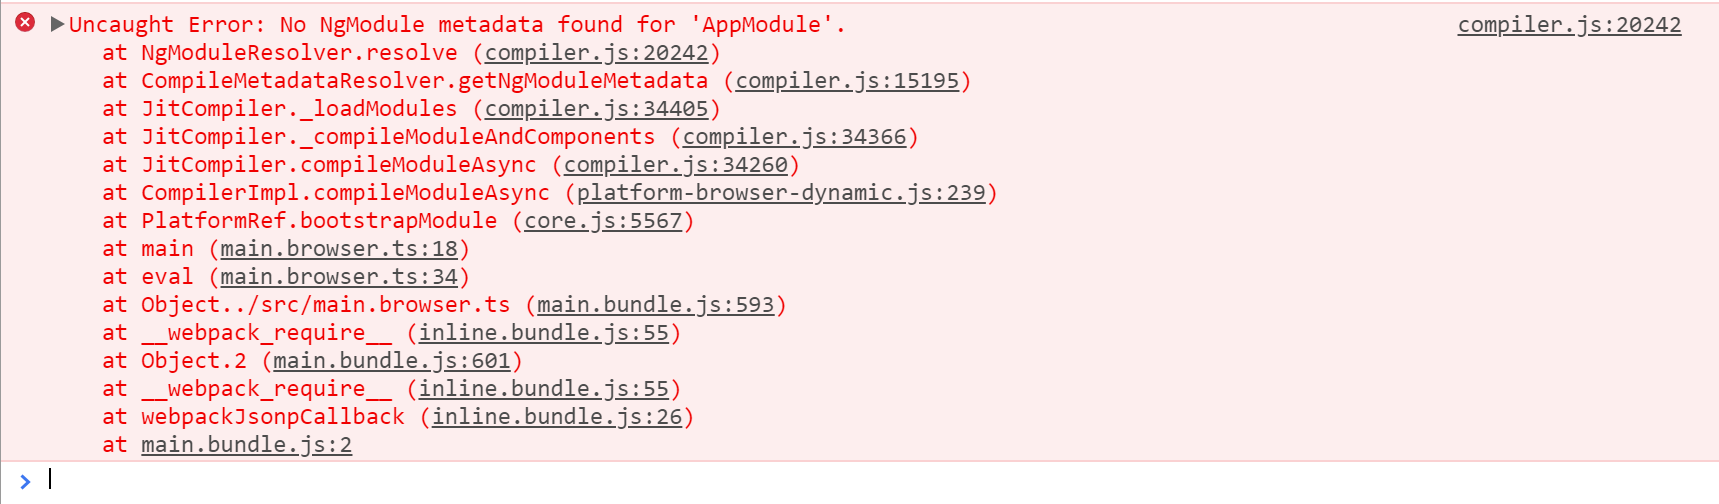 Uncaught Error: No NgModule metadata found for 'AppModule'. compiler.js:20242
at NgModuleResolver.resolve (compiler.js:20242)
at CompileMetadataResolver.getNgModuleMetadata (compiler.js:15195)
at JitCompiler._loadModules (compiler.js:34405)
at JitCompiler._compileModuleAndComponents (compiler.js:34366)
at JitCompiler.compileModuleAsync (compiler.js:34260)
at CompilerImpl.compileModuleAsync (platform-browser-dynamic.js:239)
at PlatformRef.bootstrapModule (core.js:5567)
at main (main.browser.ts:18)
at eval (main.browser.ts:34)
at Object../src/main.browser.ts (main.bundle.js:593)
at __webpack_require__ (inline.bundle.js:55)
at Object.2 (main.bundle.js:601)
at __webpack_require__ (inline.bundle.js:55)
at webpackJsonpCallback (inline.bundle.js:26)
at main.bundle.js:2